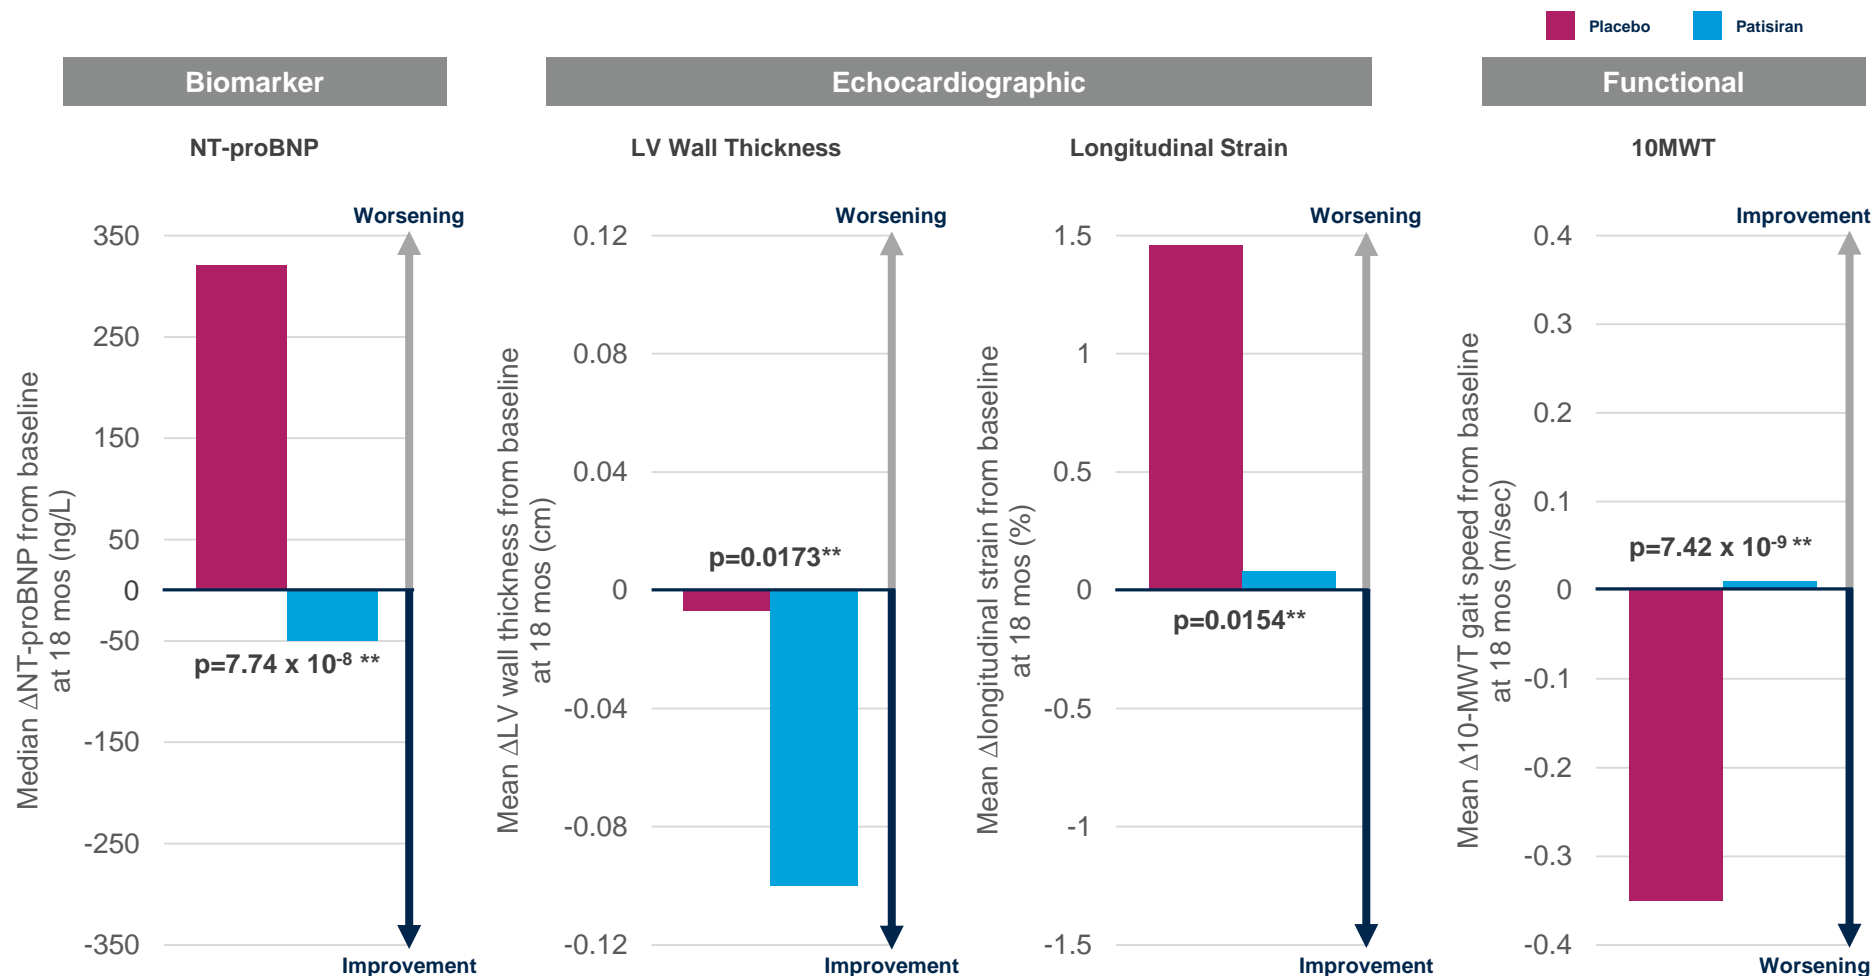 Placebo
Patisiran
Biomarker
Echocardiographic
Functional
NT-proBNP
LV Wall Thickness
Longitudinal Strain
10MWT
Median ΔNT-proBNP from baseline
at 18 mos (ng/L)
Worsening
350
250
150
50
0
-50
-150
-250
-350
p=7.74 x 10⁻⁸ **
Improvement
Mean ΔLV wall thickness from baseline
at 18 mos (cm)
Worsening
0.12
0.08
0.04
0
-0.04
-0.08
-0.12
p=0.0173**
Improvement
Mean Δlongitudinal strain from baseline
at 18 mos (%)
Worsening
1.5
1
0.5
0
-0.5
-1
-1.5
p=0.0154**
Improvement
Mean Δ10-MWT gait speed from baseline
at 18 mos (m/sec)
Improvement
0.4
0.3
0.2
0.1
0
-0.1
-0.2
-0.3
-0.4
p=7.42 x 10⁻⁹ **
Worsening